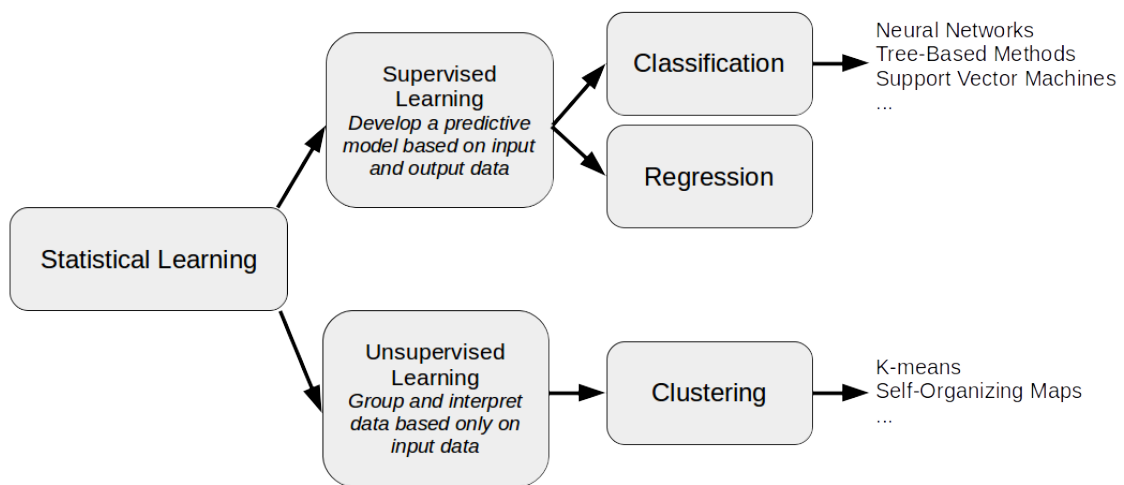 Statistical Learning
Supervised
Learning
Develop a predictive
model based on input
and output data
Classification
Neural Networks
Tree-Based Methods
Support Vector Machines
...
Regression
Unsupervised
Learning
Group and interpret
data based only on
input data
Clustering
K-means
Self-Organizing Maps
...